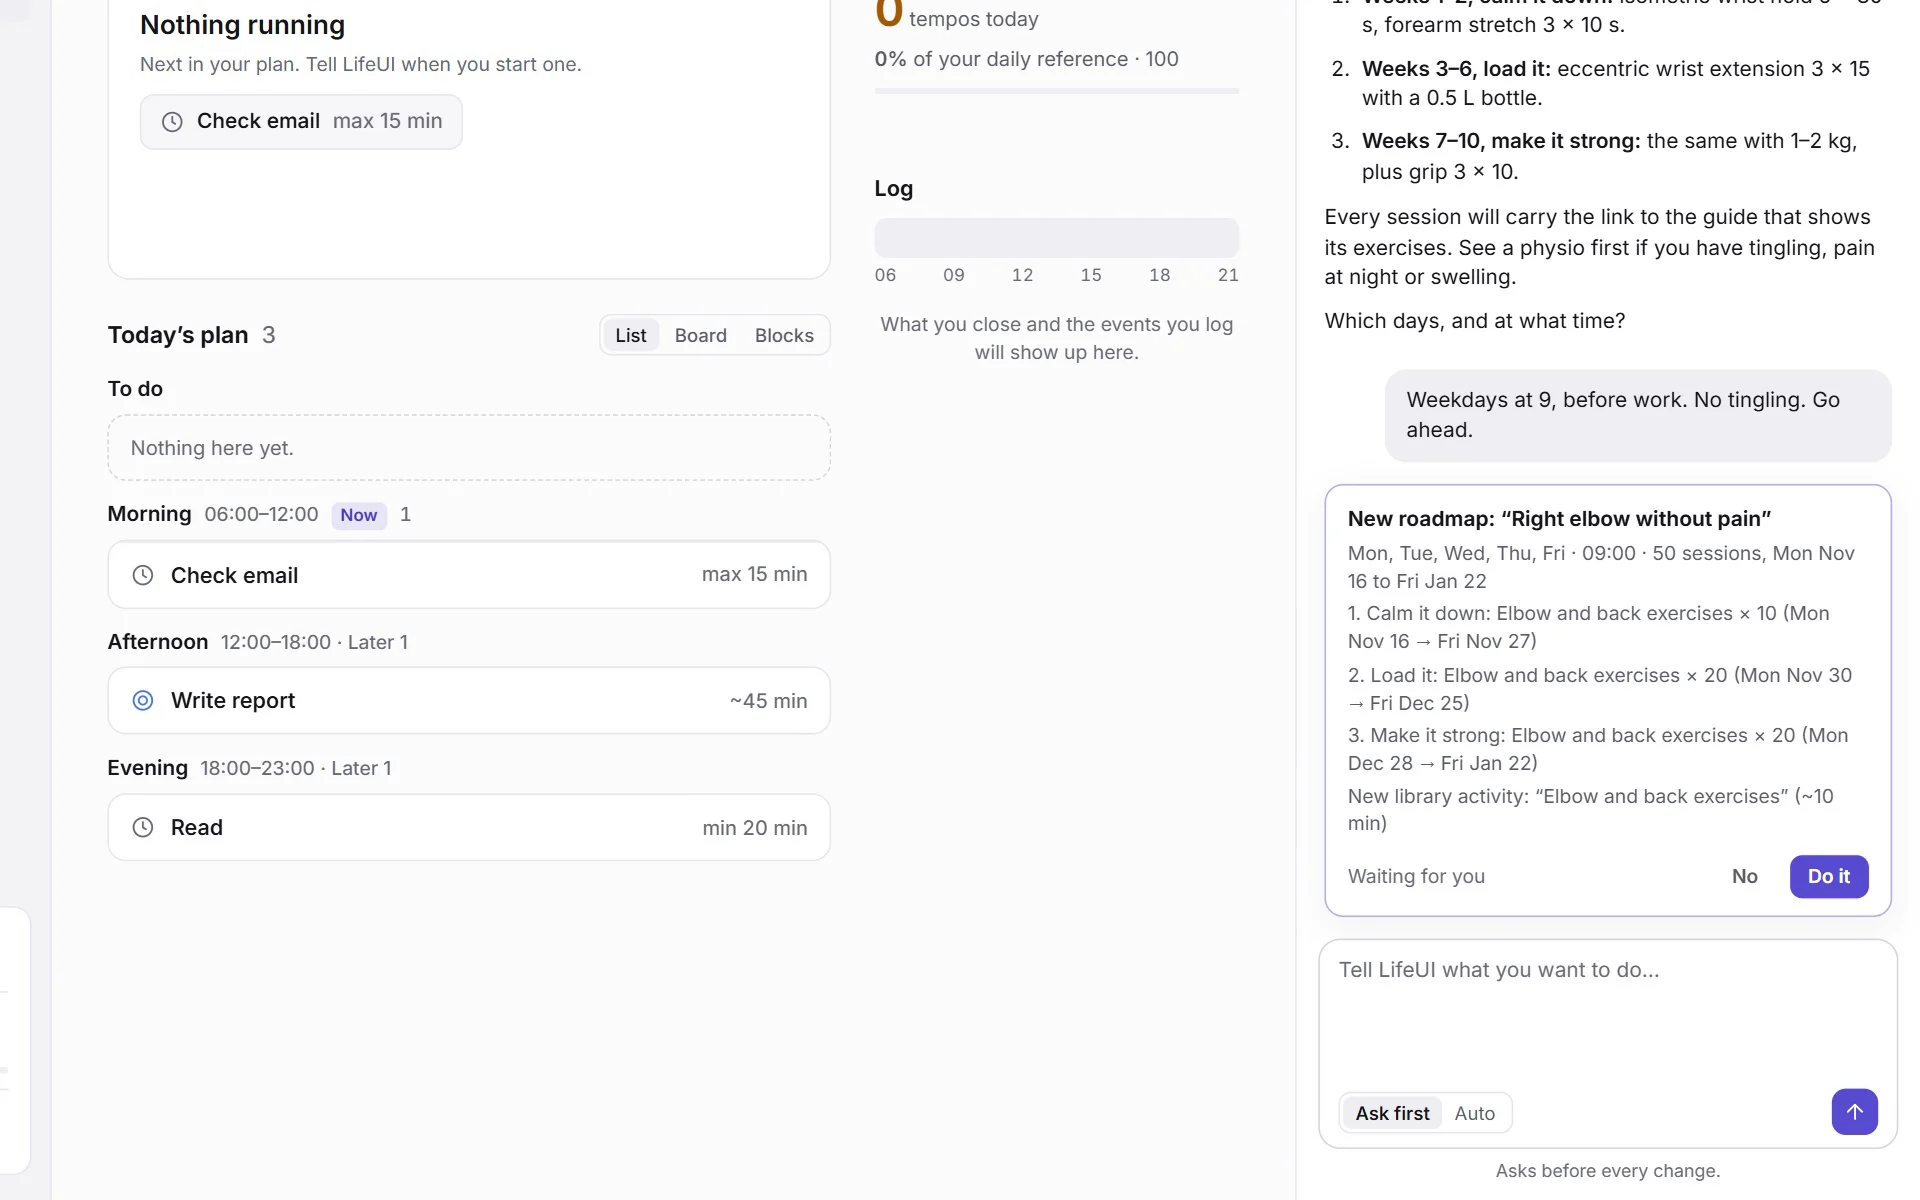 Nothing running
Next in your plan. Tell LifeUI when you start one.
Check email max 15 min
Today’s plan 3
List Board Blocks
To do
Nothing here yet.
Morning 06:00–12:00 Now 1
Check email max 15 min
Afternoon 12:00–18:00 · Later 1
Write report ~45 min
Evening 18:00–23:00 · Later 1
Read min 20 min
0 tempos today
0% of your daily reference · 100
Log
06 09 12 15 18 21
What you close and the events you log
will show up here.
s, forearm stretch 3 × 10 s.
2. Weeks 3–6, load it: eccentric wrist extension 3 × 15
with a 0.5 L bottle.
3. Weeks 7–10, make it strong: the same with 1–2 kg,
plus grip 3 × 10.
Every session will carry the link to the guide that shows
its exercises. See a physio first if you have tingling, pain
at night or swelling.
Which days, and at what time?
Weekdays at 9, before work. No tingling. Go
ahead.
New roadmap: “Right elbow without pain”
Mon, Tue, Wed, Thu, Fri · 09:00 · 50 sessions, Mon Nov
16 to Fri Jan 22
1. Calm it down: Elbow and back exercises × 10 (Mon
Nov 16 → Fri Nov 27)
2. Load it: Elbow and back exercises × 20 (Mon Nov 30
→ Fri Dec 25)
3. Make it strong: Elbow and back exercises × 20 (Mon
Dec 28 → Fri Jan 22)
New library activity: “Elbow and back exercises” (~10
min)
Waiting for you No Do it
Tell LifeUI what you want to do...
Ask first Auto
Asks before every change.